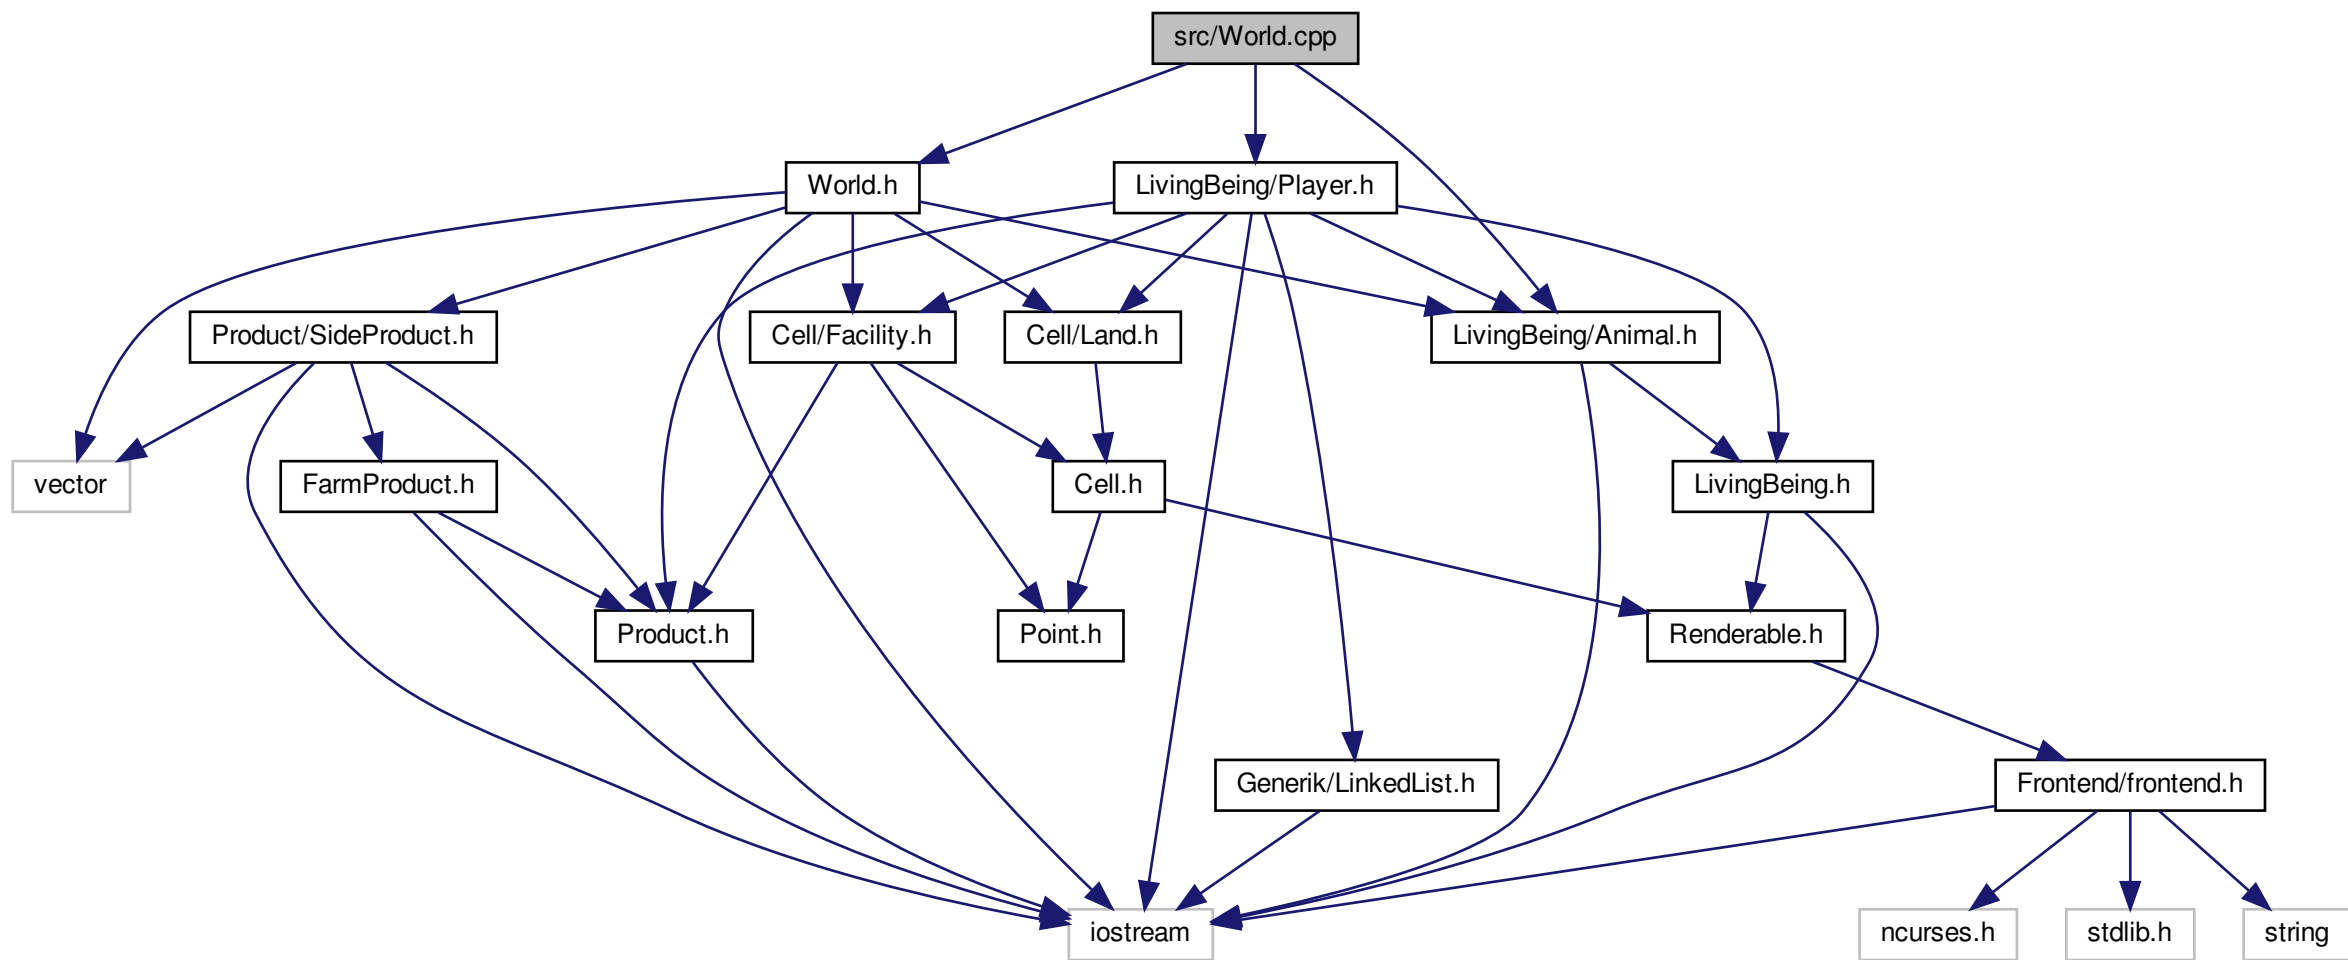 src/World.cpp
World.h
LivingBeing/Player.h
Product/SideProduct.h
Cell/Facility.h
Cell/Land.h
LivingBeing/Animal.h
vector
FarmProduct.h
Cell.h
LivingBeing.h
Product.h
Point.h
Renderable.h
Generik/LinkedList.h
Frontend/frontend.h
iostream
ncurses.h
stdlib.h
string